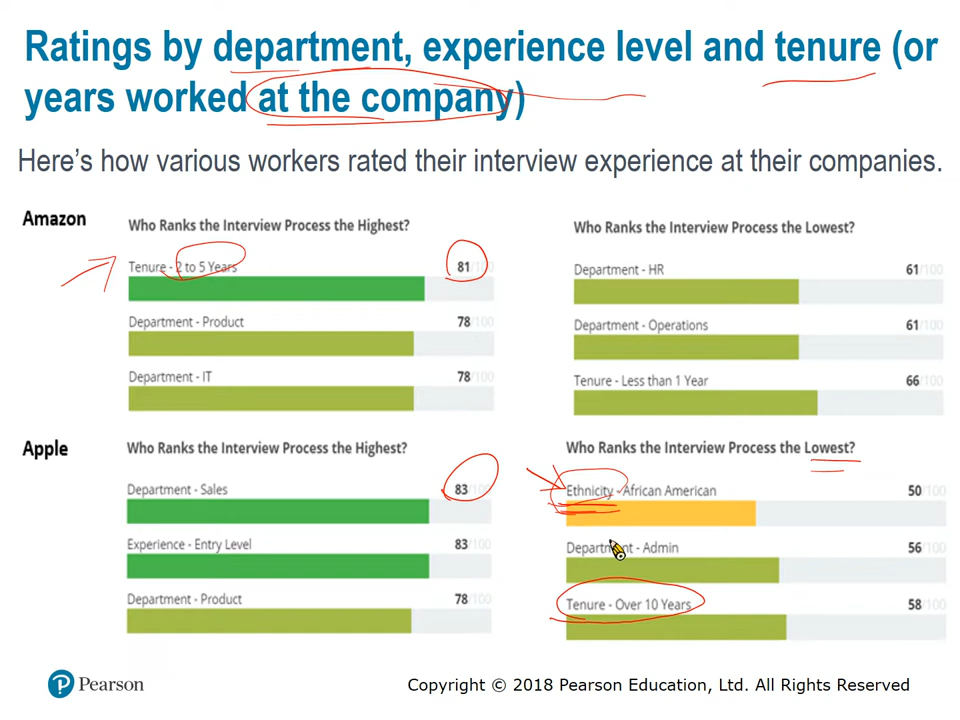 Ratings by department, experience level and tenure (or
years worked at the company)
Here's how various workers rated their interview experience at their companies.
Amazon
Who Ranks the Interview Process the Highest?
Tenure - 2 to 5 Years 81/100
Department - Product 78/100
Department - IT 78/100
Who Ranks the Interview Process the Lowest?
Department - HR 61/100
Department - Operations 61/100
Tenure - Less than 1 Year 66/100
Apple
Who Ranks the Interview Process the Highest?
Department - Sales 83/100
Experience - Entry Level 83/100
Department - Product 78/100
Who Ranks the Interview Process the Lowest?
Ethnicity - African American 50/100
Department - Admin 56/100
Tenure - Over 10 Years 58/100
Pearson
Copyright © 2018 Pearson Education, Ltd. All Rights Reserved